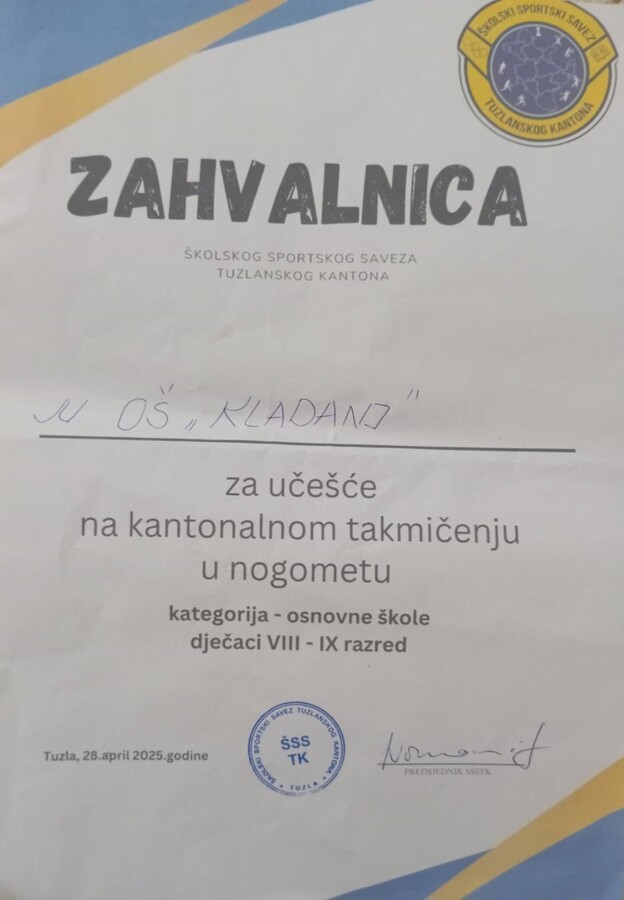 ŠKOLSKI SPORTSKI SAVEZ
TUZLANSKOG KANTONA
ZAHVALNICA
ŠKOLSKOG SPORTSKOG SAVEZA
TUZLANSKOG KANTONA
OŠ „KLADANJ"
za učešće
na kantonalnom takmičenju
u nogometu
kategorija - osnovne škole
dječaci VIII - IX razred
ŠKOLSKI SPORTSKI SAVEZ TUZLANSKOG KANTONA
ŠSS
TK
TUZLA
Tuzla, 28.april 2025.godine
PREDSJEDNIK ŠSSTK